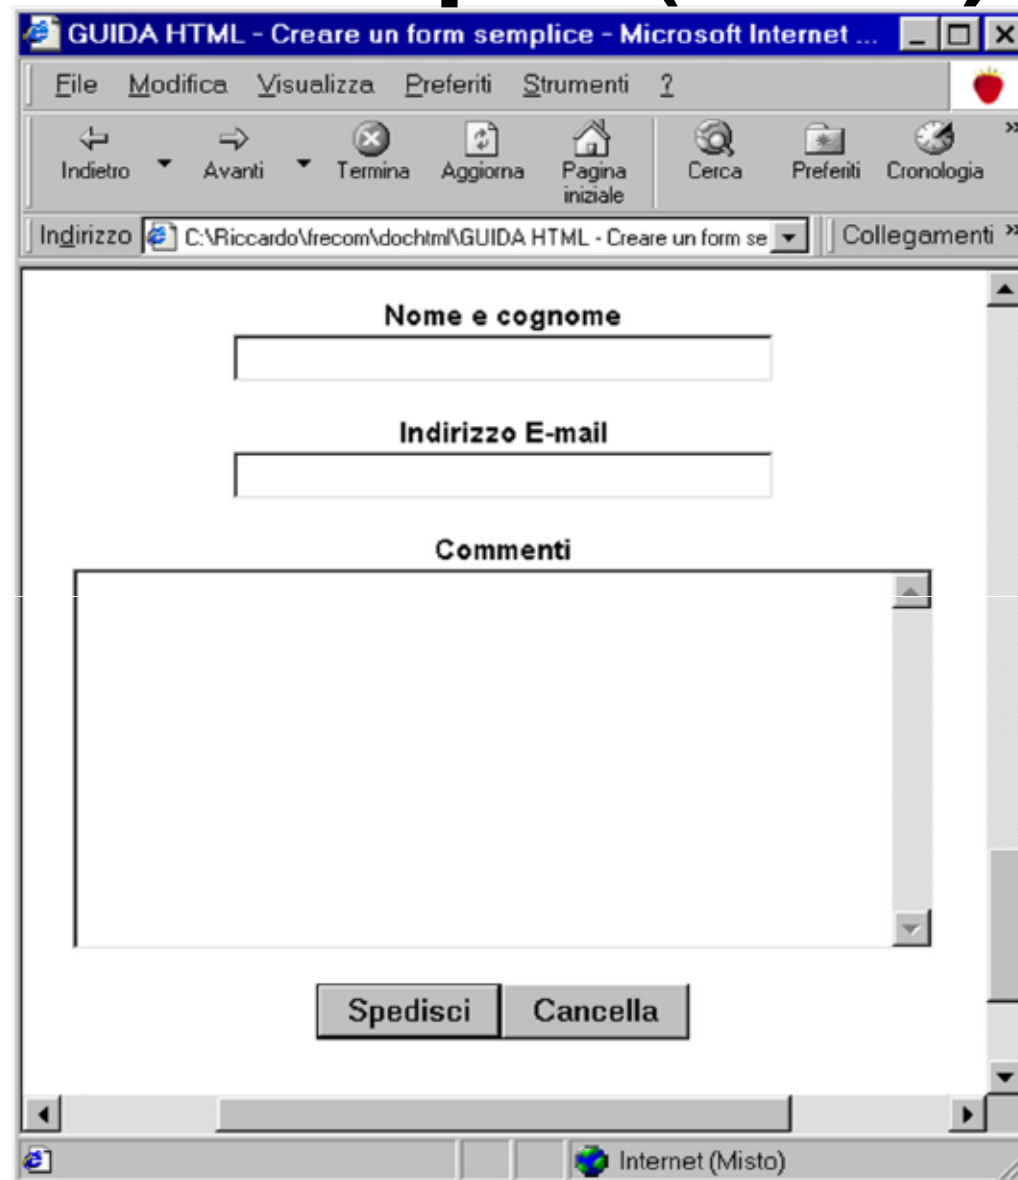 GUIDA HTML - Creare un form semplice - Microsoft Internet ...
File Modifica Visualizza Preferiti Strumenti ?
Indietro Avanti Termina Aggiorna Pagina iniziale Cerca Preferiti Cronologia »
Indirizzo C:\Riccardo\frecom\dochtml\GUIDA HTML - Creare un form se Collegamenti »
Nome e cognome
Indirizzo E-mail
Commenti
Spedisci Cancella
Internet (Misto)